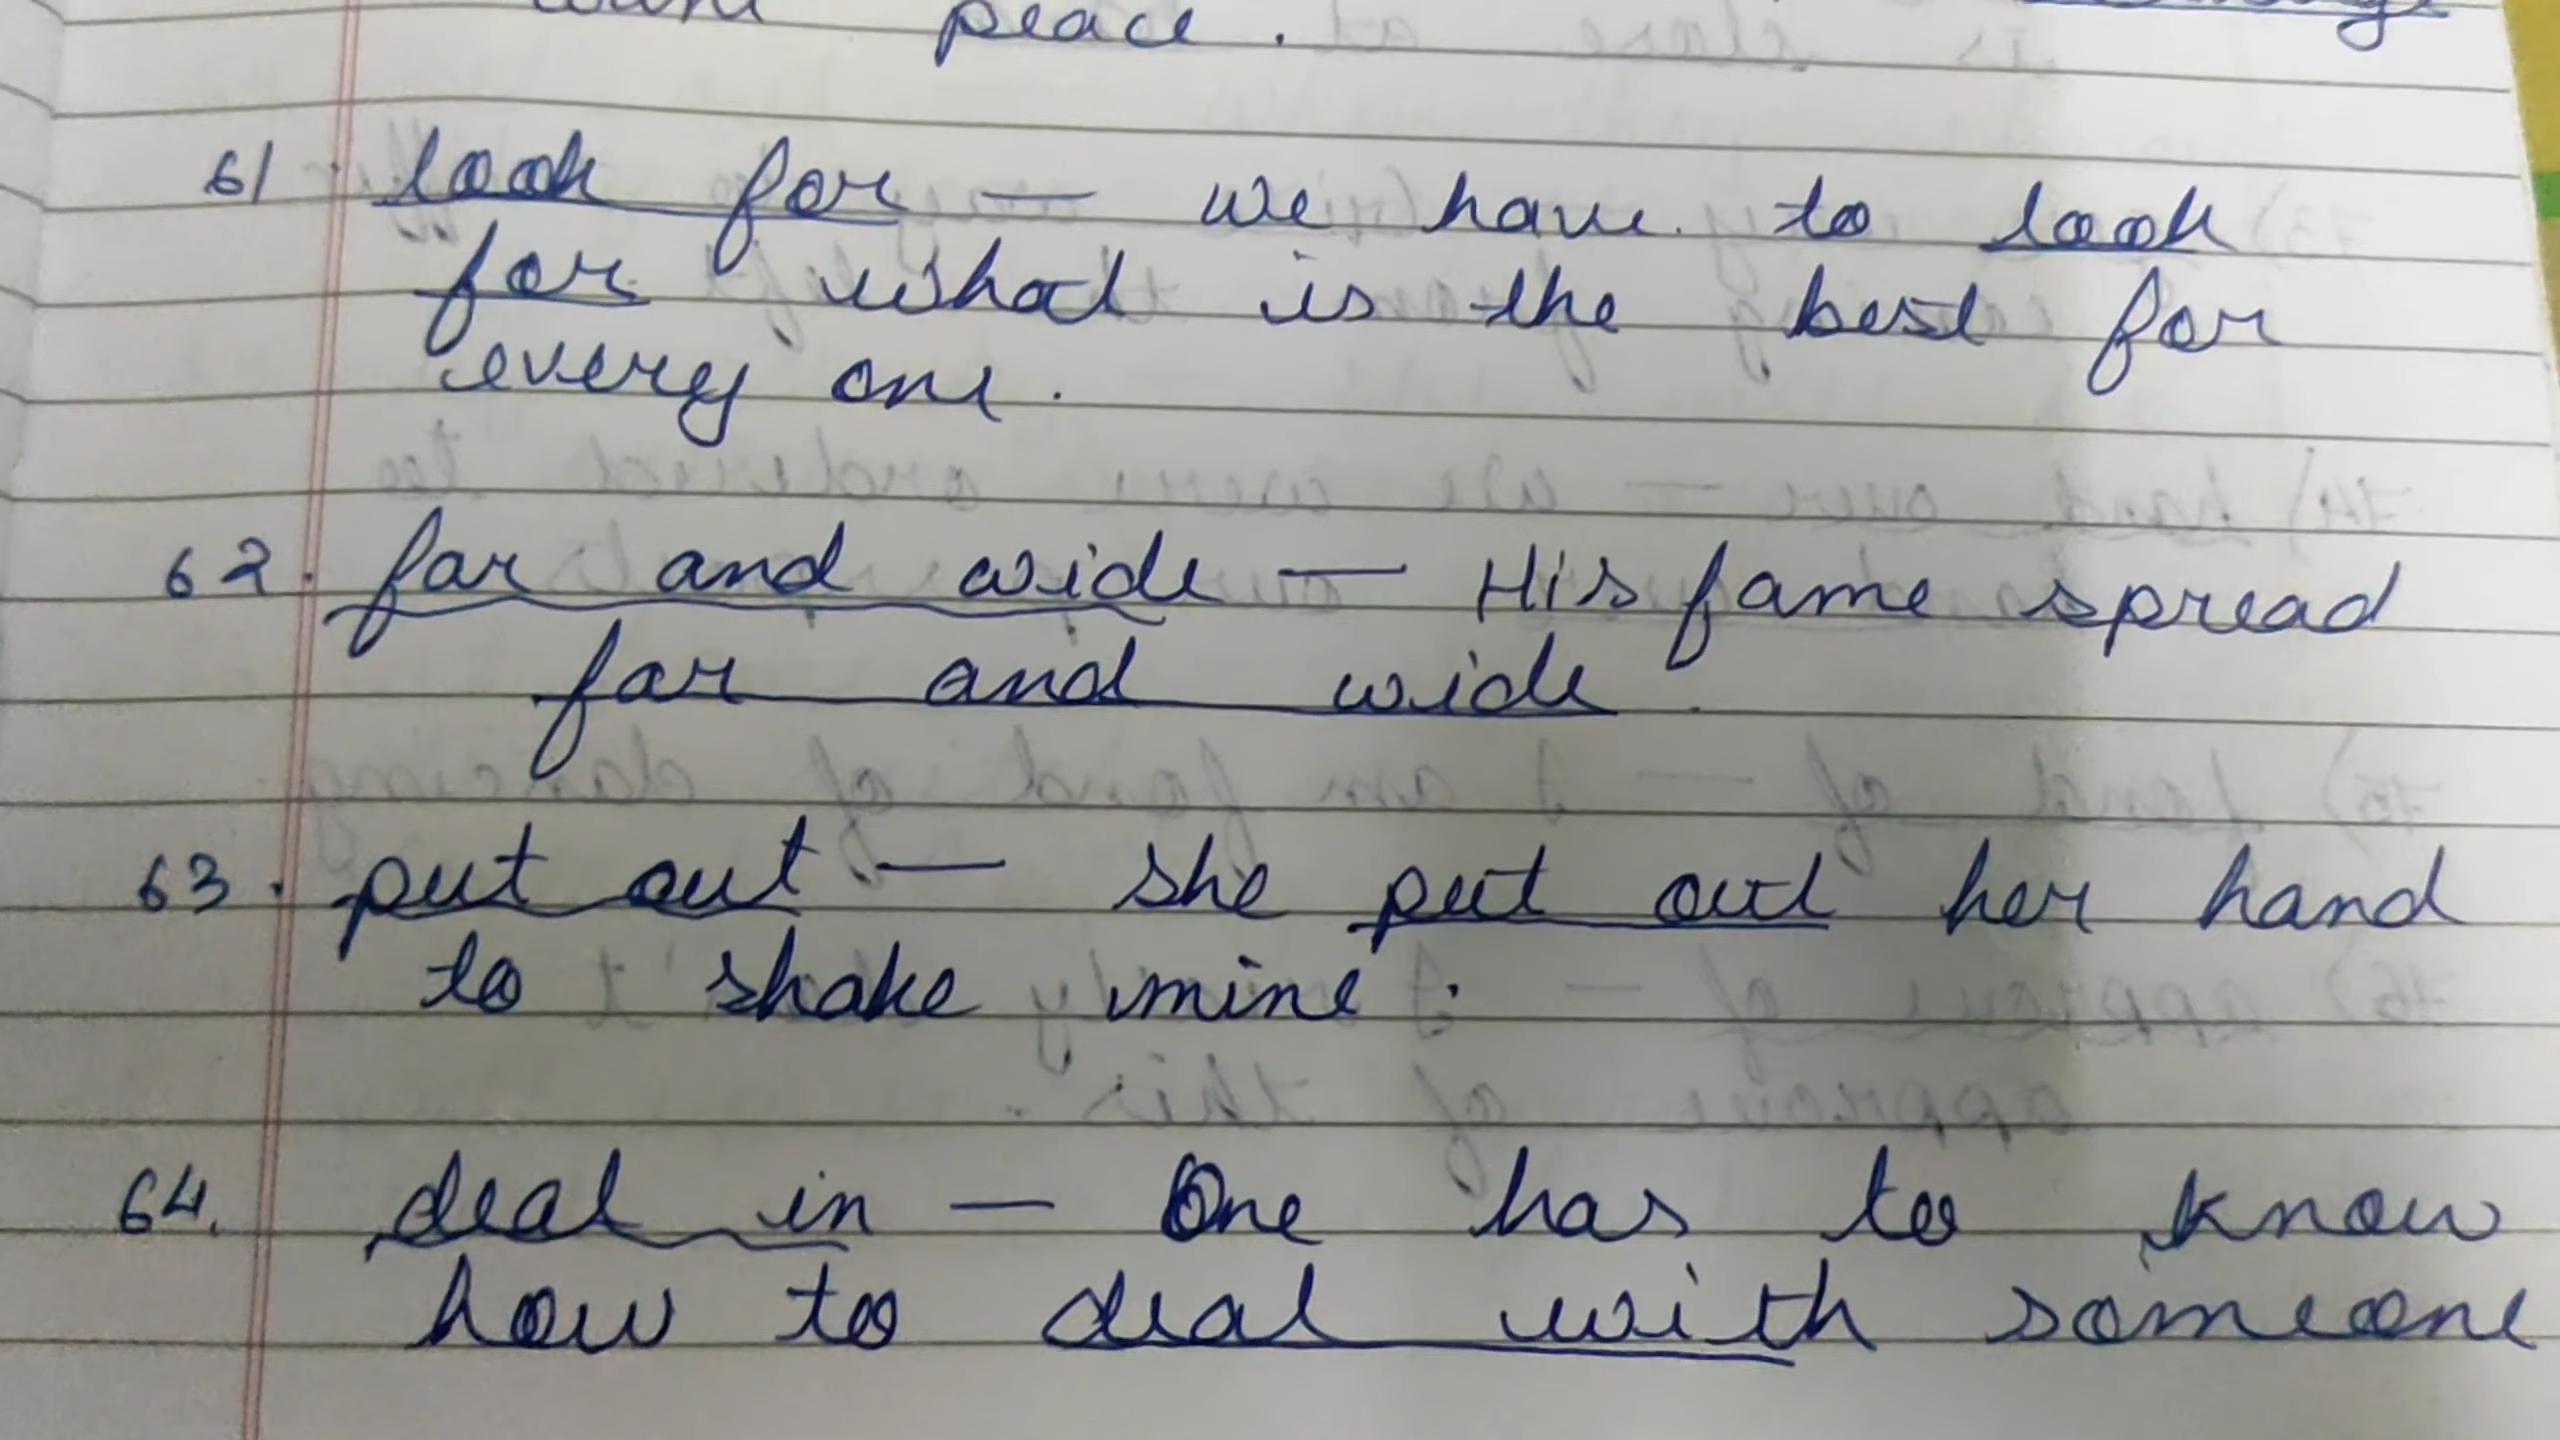 peace.
61. look for — we have to look
for what is the best for
every one.
62. far and wide — His fame spread
far and wide.
63. put out — she put out her hand
to shake mine.
64. deal in — One has to know
how to deal with someone